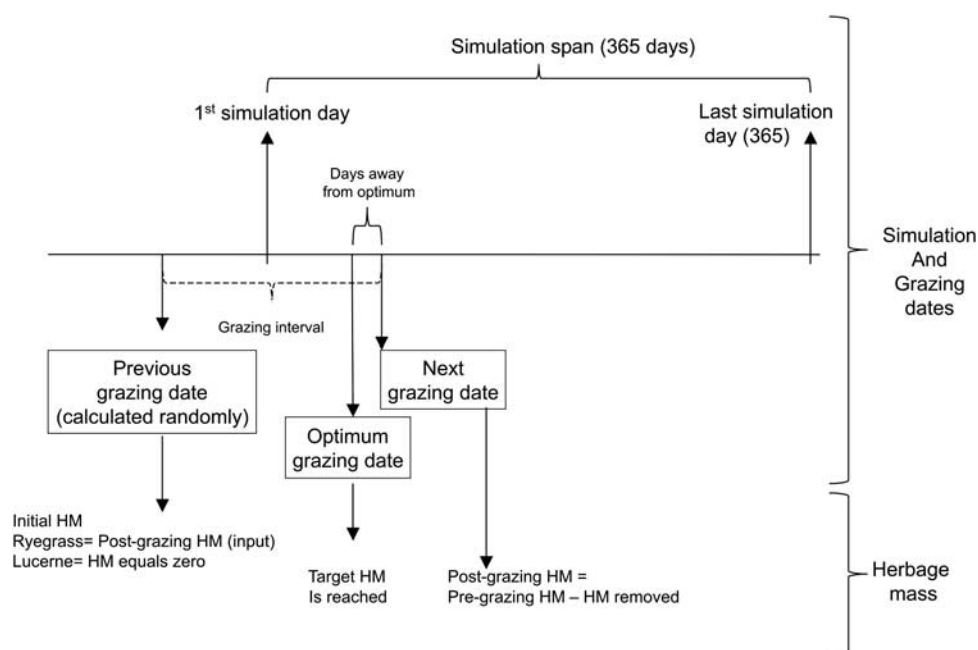 Simulation span (365 days)
1st simulation day
Last simulation
day (365)
Days away
from optimum
Simulation
And
Grazing
dates
Grazing interval
Previous
grazing date
(calculated randomly)
Next
grazing date
Optimum
grazing date
Initial HM
Ryegrass= Post-grazing HM (input)
Lucerne= HM equals zero
Target HM
Is reached
Post-grazing HM =
Pre-grazing HM – HM removed
Herbage
mass